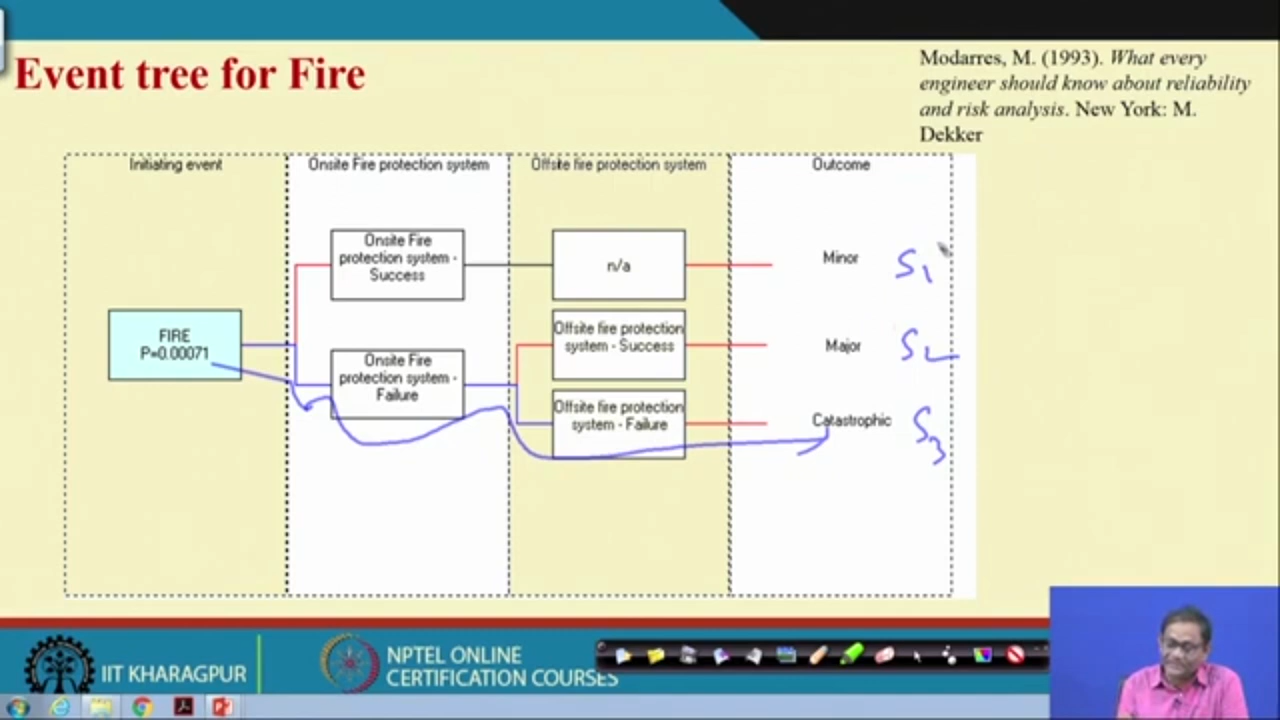 Event tree for Fire
Modarres, M. (1993). What every
engineer should know about reliability
and risk analysis. New York: M.
Dekker
Initiating event
Onsite Fire protection system
Offsite fire protection system
Outcome
Onsite Fire
protection system -
Success
n/a
Minor
S1
FIRE
P=0.00071
Offsite fire protection
system - Success
Major
S2
Onsite Fire
protection system -
Failure
Offsite fire protection
system - Failure
Catastrophic
S3
IIT KHARAGPUR
NPTEL ONLINE
CERTIFICATION COURSES